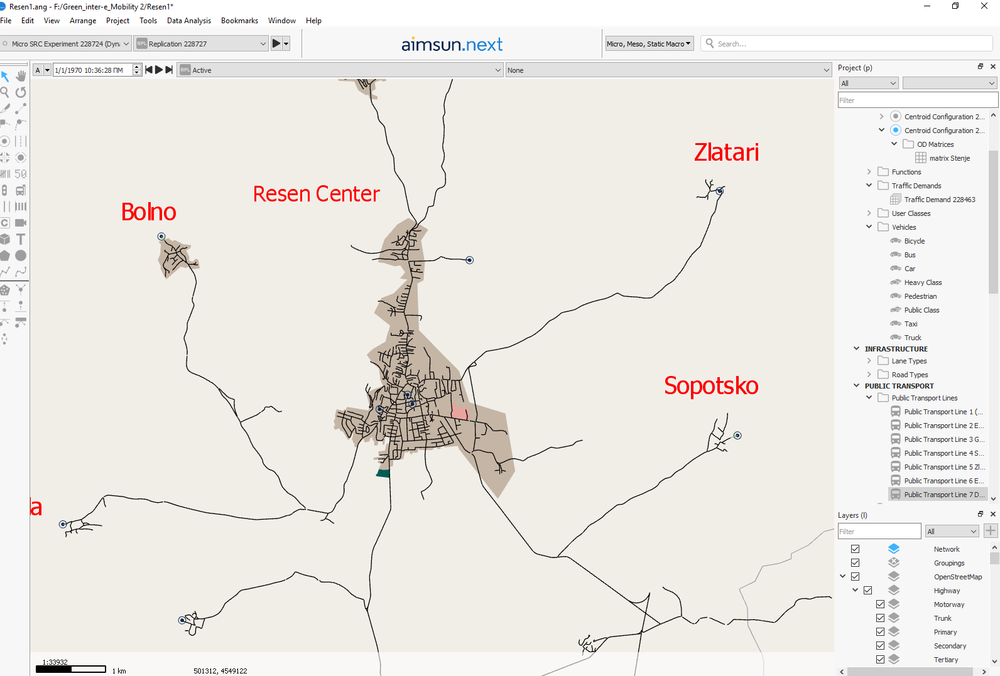 Resen1.ang - F:/Green_inter-e_Mobility 2/Resen1*
File Edit View Arrange Project Tools Data Analysis Bookmarks Window Help
Micro SRC Experiment 228724 (Dyna
RPL Replication 228727
aimsun.next
Micro, Meso, Static Macro
Search...
A
1/1/1970 10:36:28 ПМ
RPL Active
None
Bolno
Resen Center
Zlatari
Sopotsko
la
1:33932
1 km
501312, 4549122
50
C
T
Project (p)
All
Filter
Centroid Configuration 2...
Centroid Configuration 2...
OD Matrices
matrix Stenje
Functions
Traffic Demands
Traffic Demand 228463
User Classes
Vehicles
Bicycle
Bus
Car
Heavy Class
Pedestrian
Public Class
Taxi
Truck
INFRASTRUCTURE
Lane Types
Road Types
PUBLIC TRANSPORT
Public Transport Lines
Public Transport Line 1 (...
Public Transport Line 2 E...
Public Transport Line 3 G...
Public Transport Line 4 S...
Public Transport Line 5 Zl...
Public Transport Line 6 E...
Public Transport Line 7 D...
Layers (l)
Filter
All
Network
Groupings
OpenStreetMap
Highway
Motorway
Trunk
Primary
Secondary
Tertiary